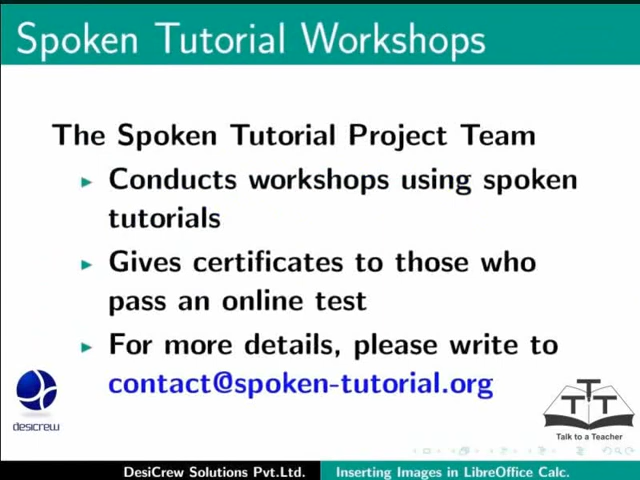 Spoken Tutorial Workshops
The Spoken Tutorial Project Team
Conducts workshops using spoken
tutorials
Gives certificates to those who
pass an online test
For more details, please write to
contact@spoken-tutorial.org
desicrew
TTT
Talk to a Teacher
DesiCrew Solutions Pvt.Ltd.
Inserting Images in LibreOffice Calc.